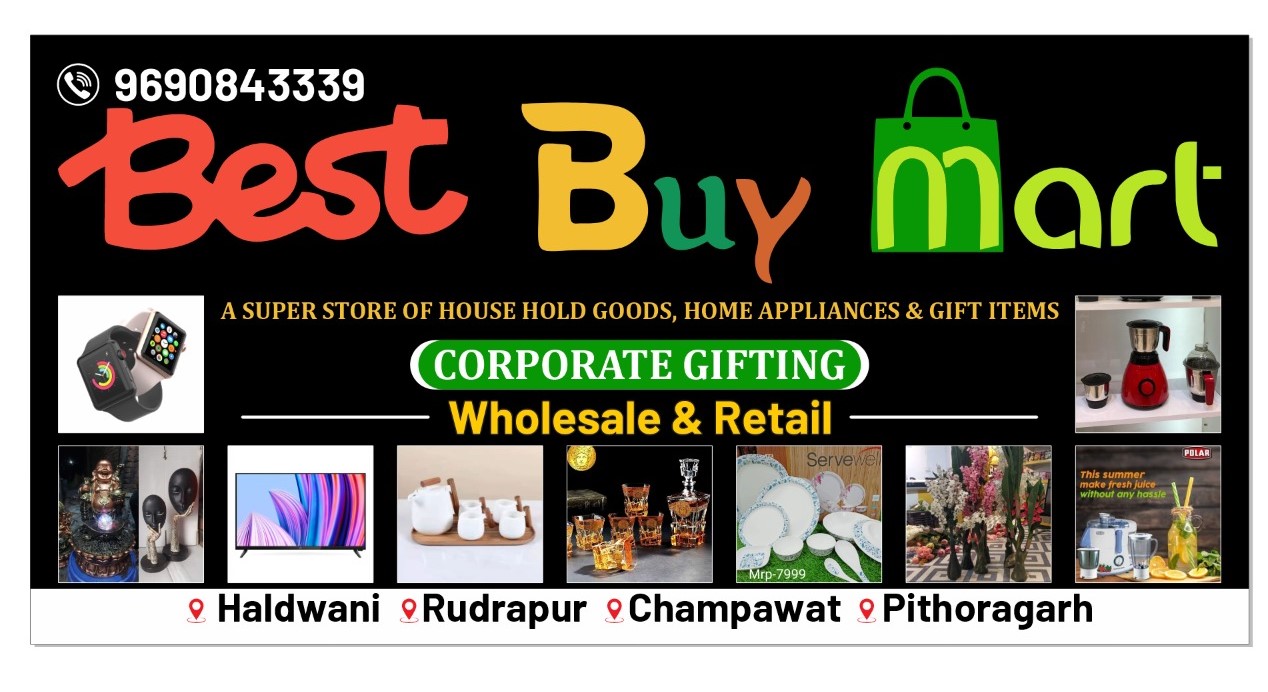 9690843339
Best Buy mart
A SUPER STORE OF HOUSE HOLD GOODS, HOME APPLIANCES & GIFT ITEMS
CORPORATE GIFTING
Wholesale & Retail
Servewell
Mrp-7999
POLAR
This summer
make fresh juice
without any hassle
Haldwani Rudrapur Champawat Pithoragarh